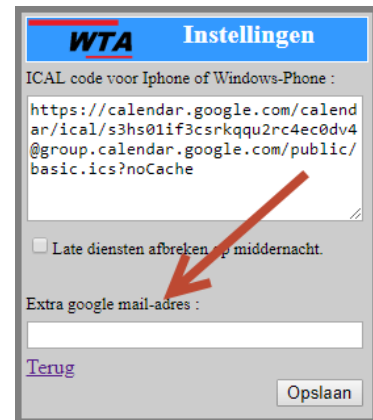 WTA Instellingen
ICAL code voor Iphone of Windows-Phone :
https://calendar.google.com/calend
ar/ical/s3hs01if3csrkqqu2rc4ec0dv4
@group.calendar.google.com/public/
basic.ics?noCache
Late diensten afbreken op middernacht.
Extra google mail-adres :
Terug
Opslaan